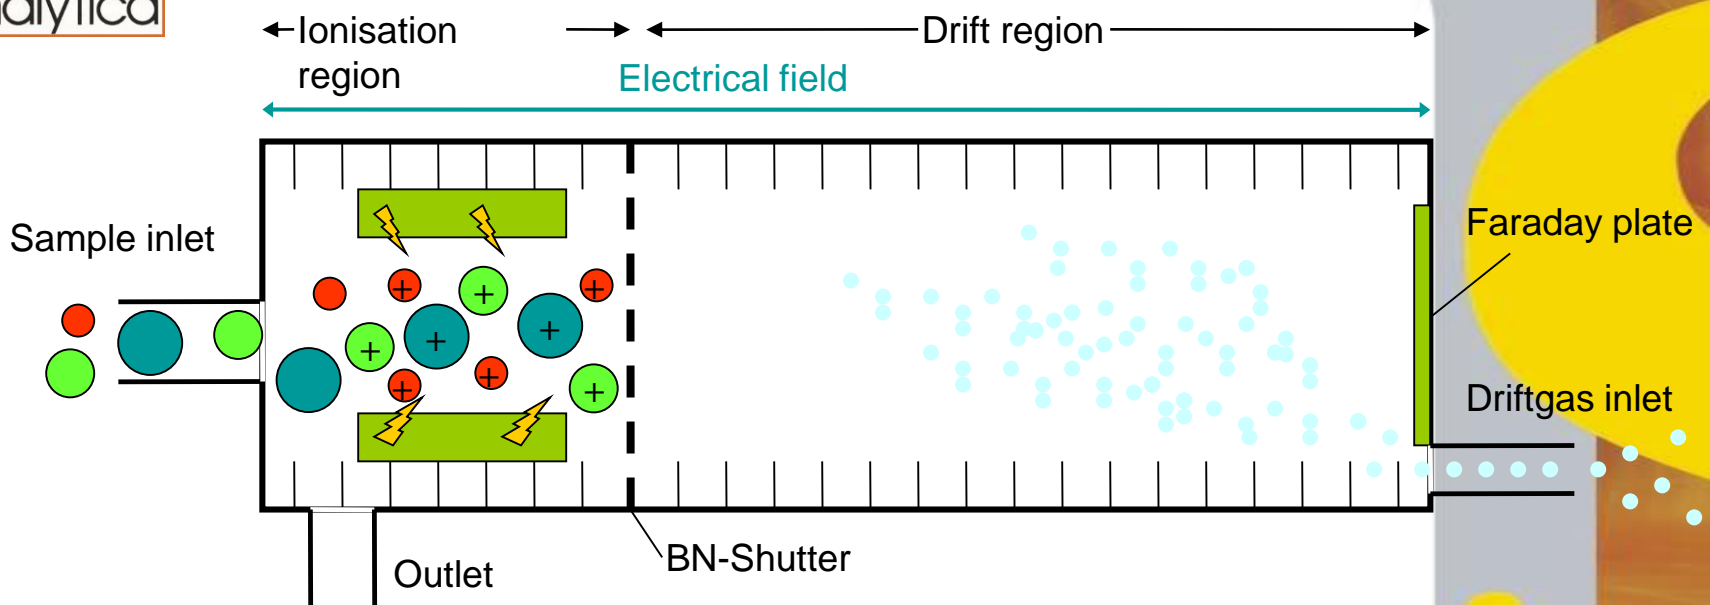 Ionisation
region
Drift region
Electrical field
Sample inlet
+
+
+
+
+
+
+
+
+
Faraday plate
Driftgas inlet
BN-Shutter
Outlet